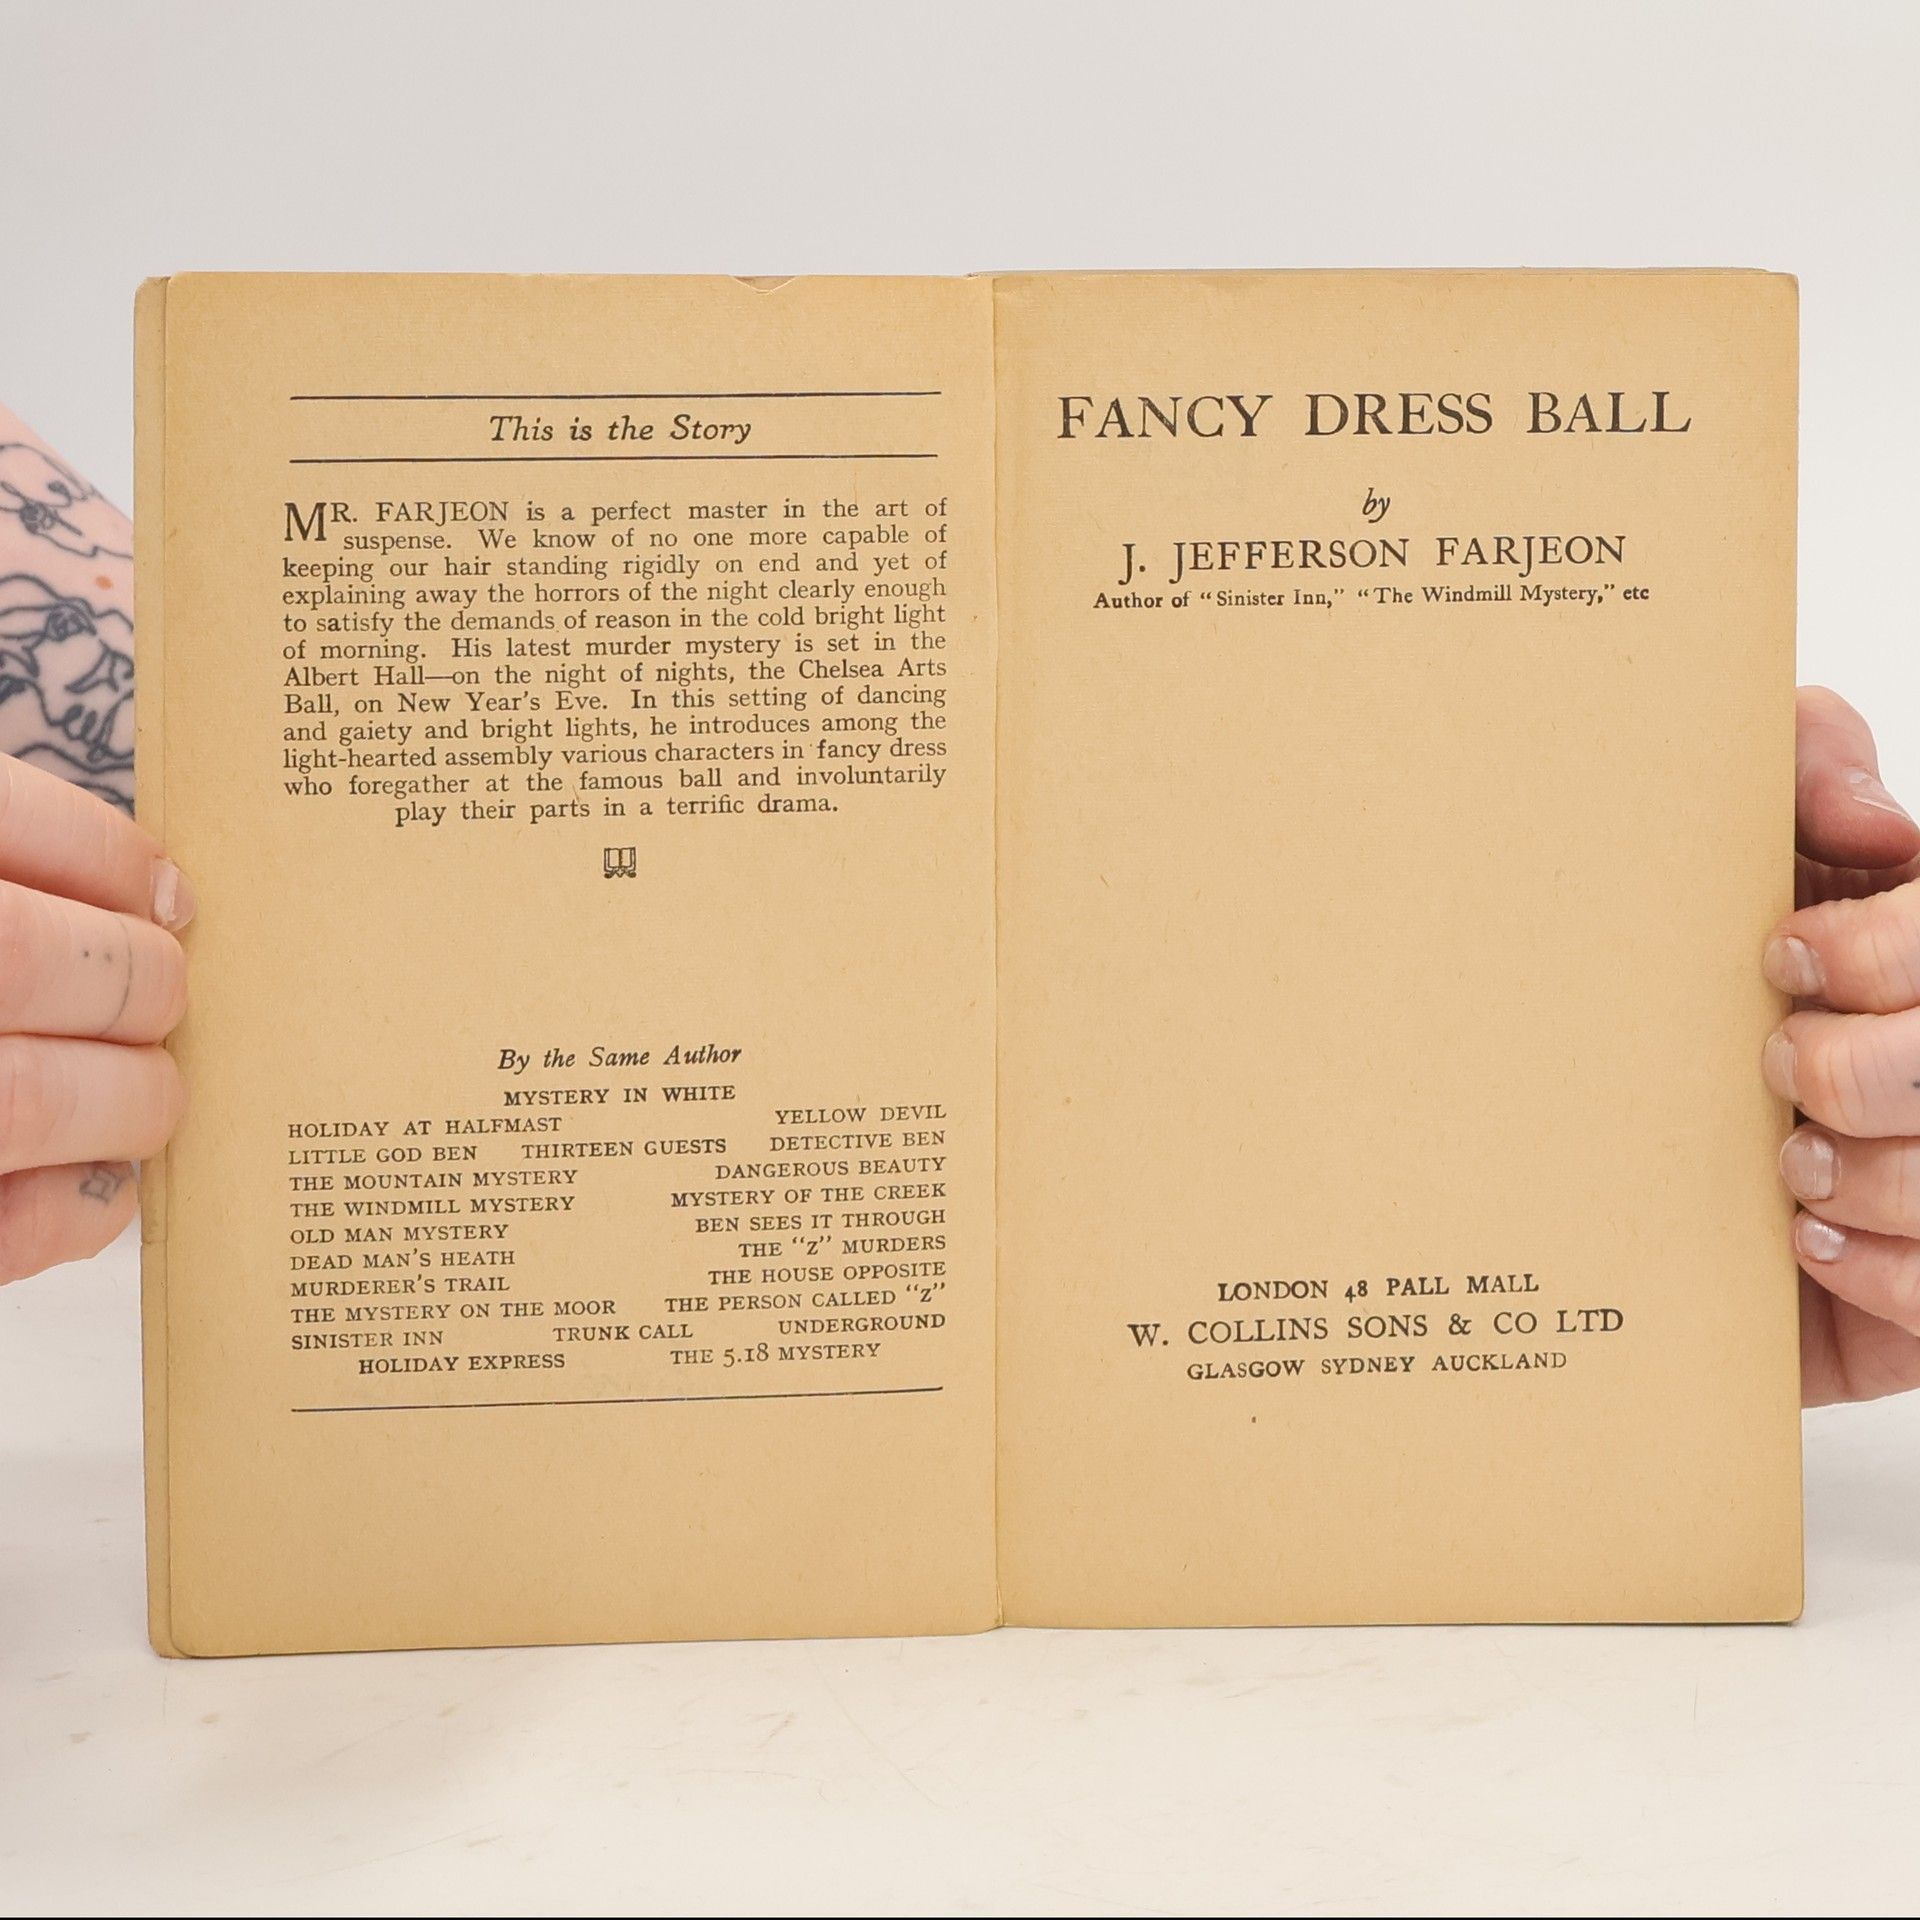 This is the Story
MR. FARJEON is a perfect master in the art of
suspense. We know of no one more capable of
keeping our hair standing rigidly on end and yet of
explaining away the horrors of the night clearly enough
to satisfy the demands of reason in the cold bright light
of morning. His latest murder mystery is set in the
Albert Hall—on the night of nights, the Chelsea Arts
Ball, on New Year's Eve. In this setting of dancing
and gaiety and bright lights, he introduces among the
light-hearted assembly various characters in fancy dress
who foregather at the famous ball and involuntarily
play their parts in a terrific drama.
By the Same Author
MYSTERY IN WHITE
HOLIDAY AT HALFMAST YELLOW DEVIL
LITTLE GOD BEN THIRTEEN GUESTS DETECTIVE BEN
THE MOUNTAIN MYSTERY DANGEROUS BEAUTY
THE WINDMILL MYSTERY MYSTERY OF THE CREEK
OLD MAN MYSTERY BEN SEES IT THROUGH
DEAD MAN'S HEATH THE "Z" MURDERS
MURDERER'S TRAIL THE HOUSE OPPOSITE
THE MYSTERY ON THE MOOR THE PERSON CALLED "Z"
SINISTER INN TRUNK CALL UNDERGROUND
HOLIDAY EXPRESS THE 5.18 MYSTERY
FANCY DRESS BALL
by
J. JEFFERSON FARJEON
Author of "Sinister Inn," "The Windmill Mystery," etc
LONDON 48 PALL MALL
W. COLLINS SONS & CO LTD
GLASGOW SYDNEY AUCKLAND